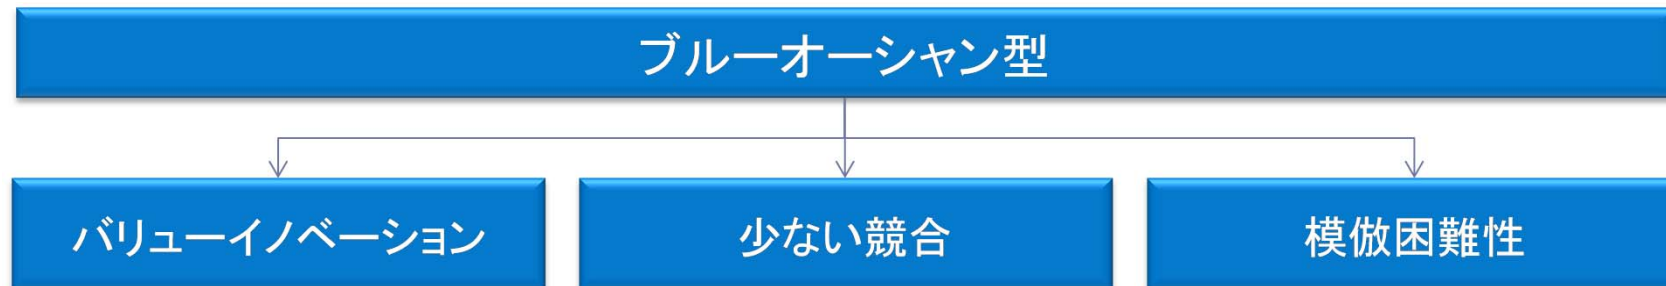 ブルーオーシャン型
バリューイノベーション
少ない競合
模倣困難性